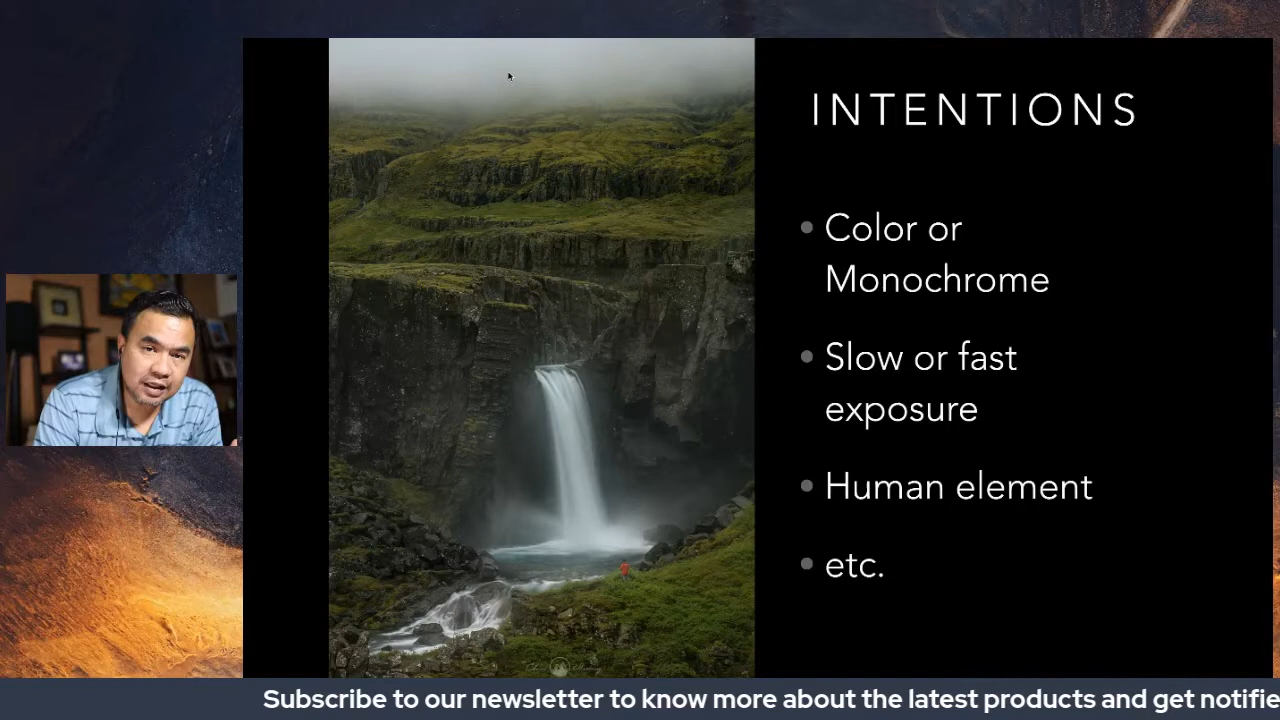 INTENTIONS
• Color or
Monochrome
• Slow or fast
exposure
• Human element
• etc.
Subscribe to our newsletter to know more about the latest products and get notifie